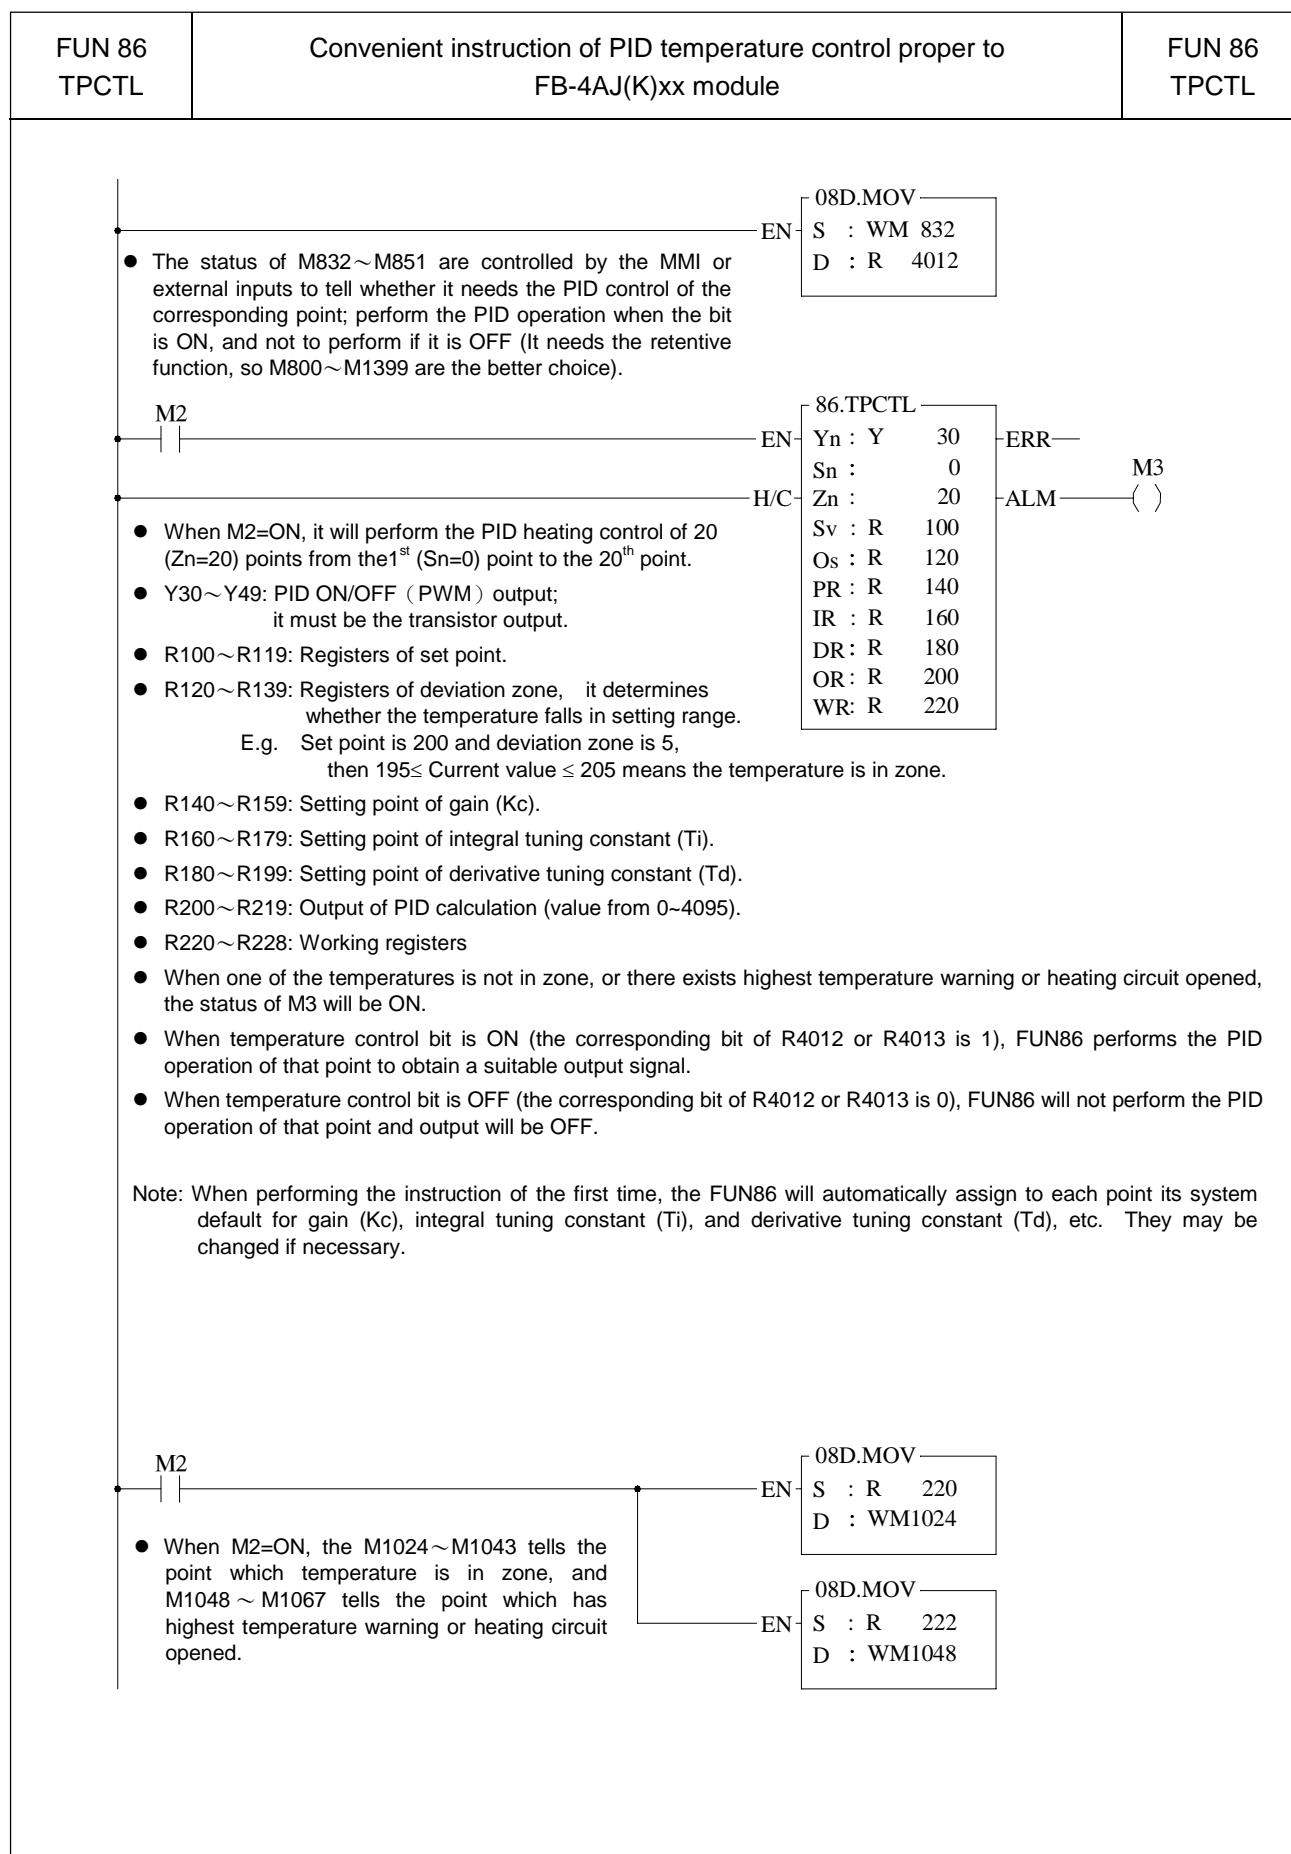 FUN 86
TPCTL
Convenient instruction of PID temperature control proper to
FB-4AJ(K)xx module
FUN 86
TPCTL
08D.MOV
EN S : WM 832
D : R 4012
● The status of M832～M851 are controlled by the MMI or
external inputs to tell whether it needs the PID control of the
corresponding point; perform the PID operation when the bit
is ON, and not to perform if it is OFF (It needs the retentive
function, so M800～M1399 are the better choice).
M2
86.TPCTL
EN Yn : Y 30 ERR
Sn : 0 M3
H/C Zn : 20 ALM ( )
Sv : R 100
Os : R 120
PR : R 140
IR : R 160
DR : R 180
OR : R 200
WR: R 220
● When M2=ON, it will perform the PID heating control of 20
(Zn=20) points from the1st (Sn=0) point to the 20th point.
● Y30～Y49: PID ON/OFF（PWM）output;
it must be the transistor output.
● R100～R119: Registers of set point.
● R120～R139: Registers of deviation zone, it determines
whether the temperature falls in setting range.
E.g. Set point is 200 and deviation zone is 5,
then 195≤ Current value ≤ 205 means the temperature is in zone.
● R140～R159: Setting point of gain (Kc).
● R160～R179: Setting point of integral tuning constant (Ti).
● R180～R199: Setting point of derivative tuning constant (Td).
● R200～R219: Output of PID calculation (value from 0~4095).
● R220～R228: Working registers
● When one of the temperatures is not in zone, or there exists highest temperature warning or heating circuit opened,
the status of M3 will be ON.
● When temperature control bit is ON (the corresponding bit of R4012 or R4013 is 1), FUN86 performs the PID
operation of that point to obtain a suitable output signal.
● When temperature control bit is OFF (the corresponding bit of R4012 or R4013 is 0), FUN86 will not perform the PID
operation of that point and output will be OFF.
Note: When performing the instruction of the first time, the FUN86 will automatically assign to each point its system
default for gain (Kc), integral tuning constant (Ti), and derivative tuning constant (Td), etc. They may be
changed if necessary.
M2
08D.MOV
EN S : R 220
D : WM1024
● When M2=ON, the M1024～M1043 tells the
point which temperature is in zone, and
M1048 ～ M1067 tells the point which has
highest temperature warning or heating circuit
opened.
08D.MOV
EN S : R 222
D : WM1048